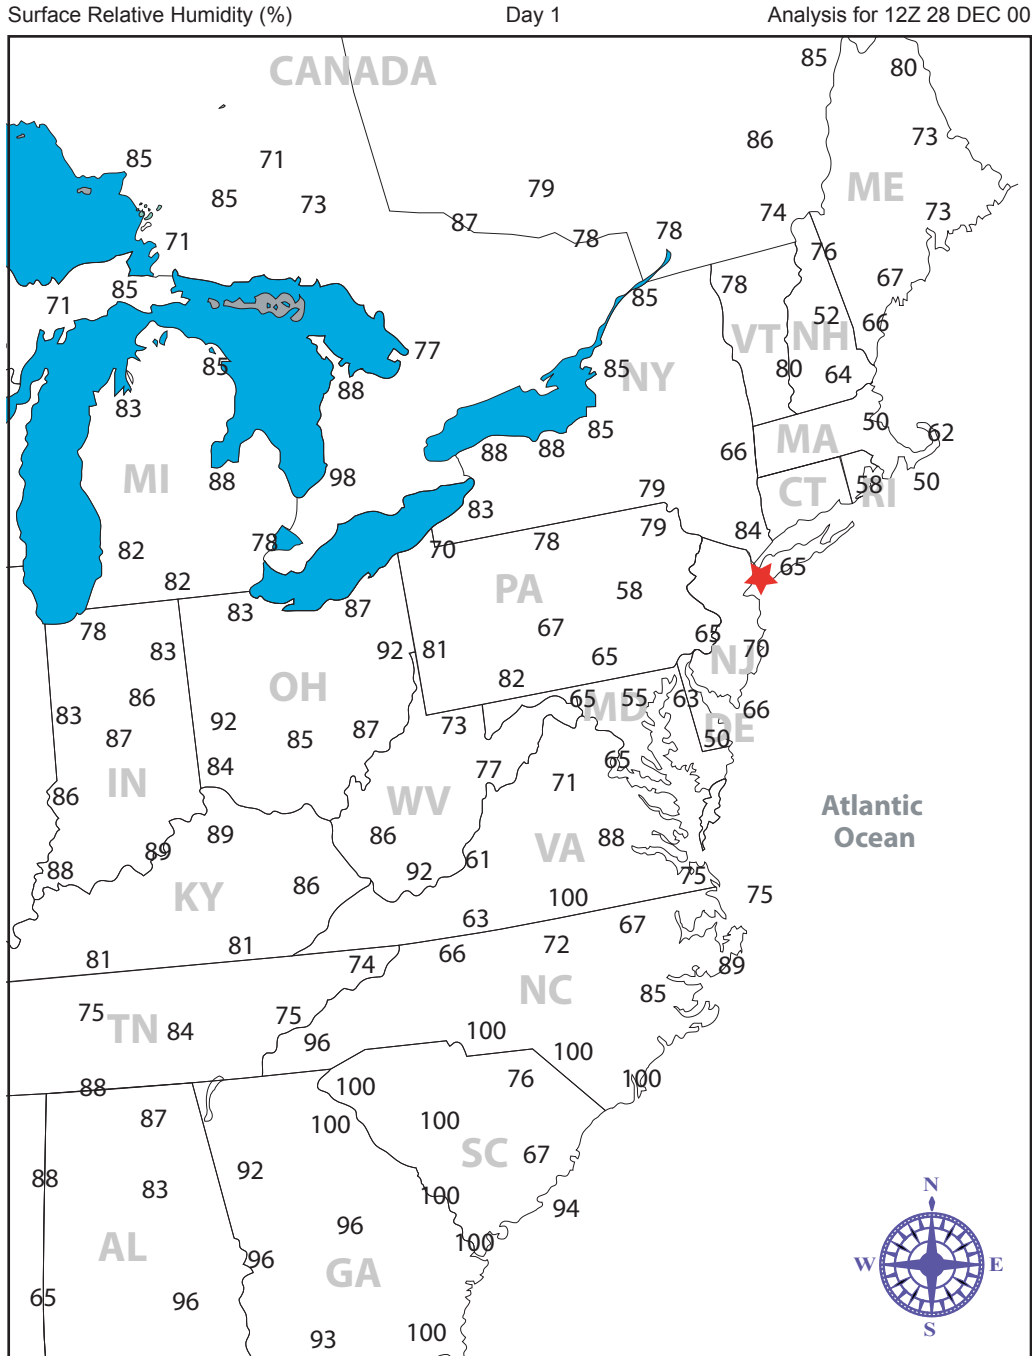 Surface Relative Humidity (%) Day 1 Analysis for 12Z 28 DEC 00
85 80
CANADA
86 73
85 71
79 ME
85 73
87 74 73
71 78 78 76
67
71 85 85 78
52 66
VT NH
77 85 80
85 88 NY 64
83
50 62
85 MA
88 88 66
MI 88 98 79 CT 58 RI 50
83
82 78 70 78 79 84
65
82 PA 58
83 87
78 67 65
83 92 81 65 70
OH 82 NJ
86 65 MD 55 63 66
83 92 87 73 DE
87 85 50
84 77 65
IN 71
86 WV Atlantic
Ocean
89 86 88
89 61 VA
88 92 75
KY 86 100 75
63 67
81 81 66 72
74 89
NC 85
75 75
TN 84 96 100
100
88 100 76 100
87 100 100
SC 67
92
88 83 100 94
N
96
AL 96 100
GA W E
65 96
S
93 100